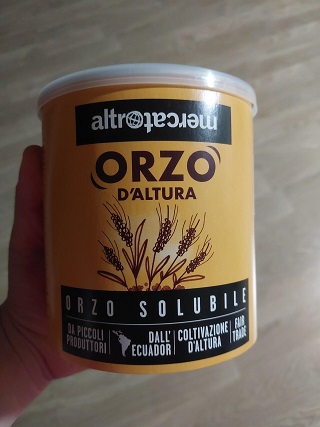 altromercato
ORZO
D'ALTURA
ORZO SOLUBILE
DA PICCOLI
PRODUTTORI
DALL'
ECUADOR
COLTIVAZIONE
D'ALTURA
FAIR
TRADE